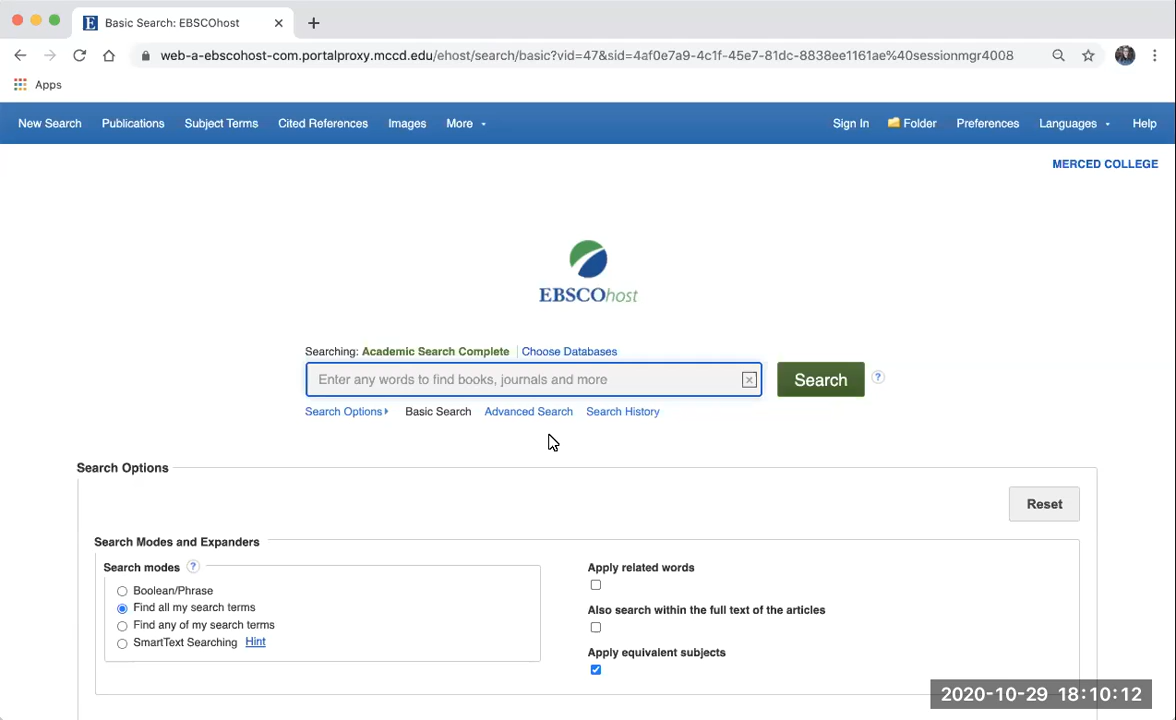 Basic Search: EBSCOhost
web-a-ebscohost-com.portalproxy.mccd.edu/ehost/search/basic?vid=47&sid=4af0e7a9-4c1f-45e7-81dc-8838ee1161ae%40sessionmgr4008
Apps
New Search Publications Subject Terms Cited References Images More Sign In Folder Preferences Languages Help
MERCED COLLEGE
EBSCOhost
Searching: Academic Search Complete Choose Databases
Enter any words to find books, journals and more Search ?
Search Options Basic Search Advanced Search Search History
Search Options
Reset
Search Modes and Expanders
Search modes ? Apply related words
Boolean/Phrase
Find all my search terms Also search within the full text of the articles
Find any of my search terms
SmartText Searching Hint Apply equivalent subjects
2020-10-29 18:10:12